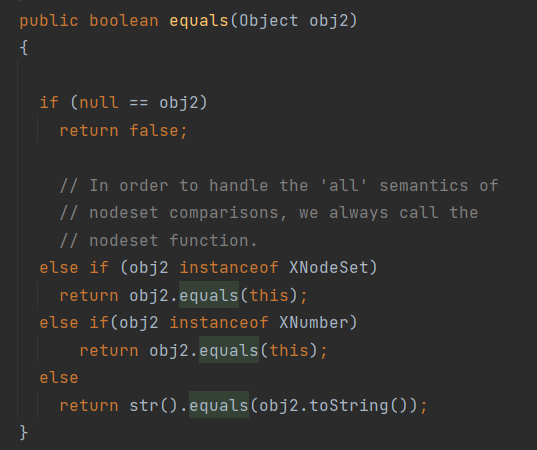 public boolean equals(Object obj2)
{
if (null == obj2)
return false;
// In order to handle the 'all' semantics of
// nodeset comparisons, we always call the
// nodeset function.
else if (obj2 instanceof XNodeSet)
return obj2.equals(this);
else if(obj2 instanceof XNumber)
return obj2.equals(this);
else
return str().equals(obj2.toString());
}